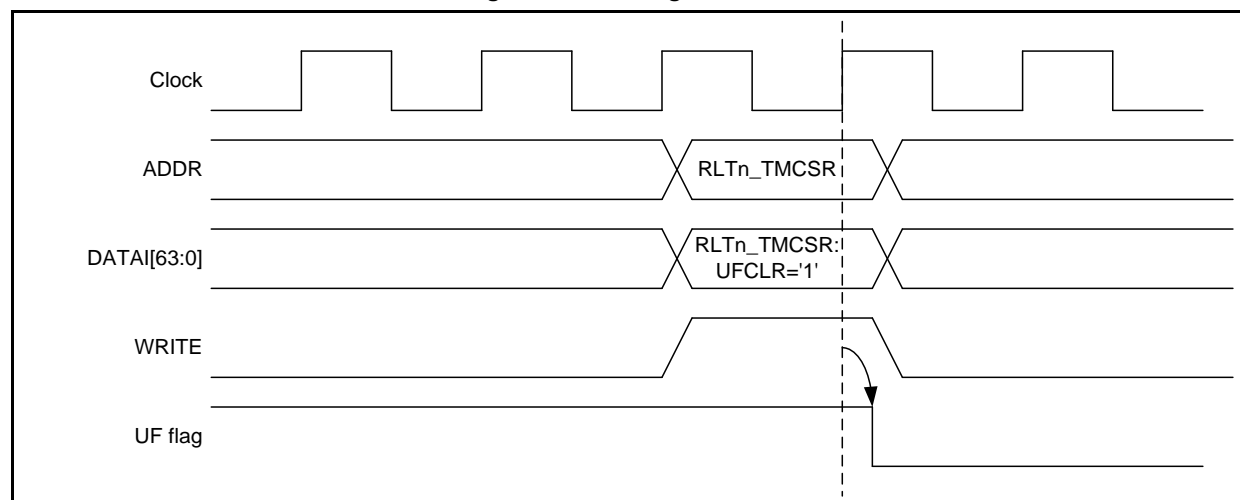 Clock
ADDR
RLTn_TMCSR
DATAI[63:0]
RLTn_TMCSR:
UFCLR='1'
WRITE
UF flag